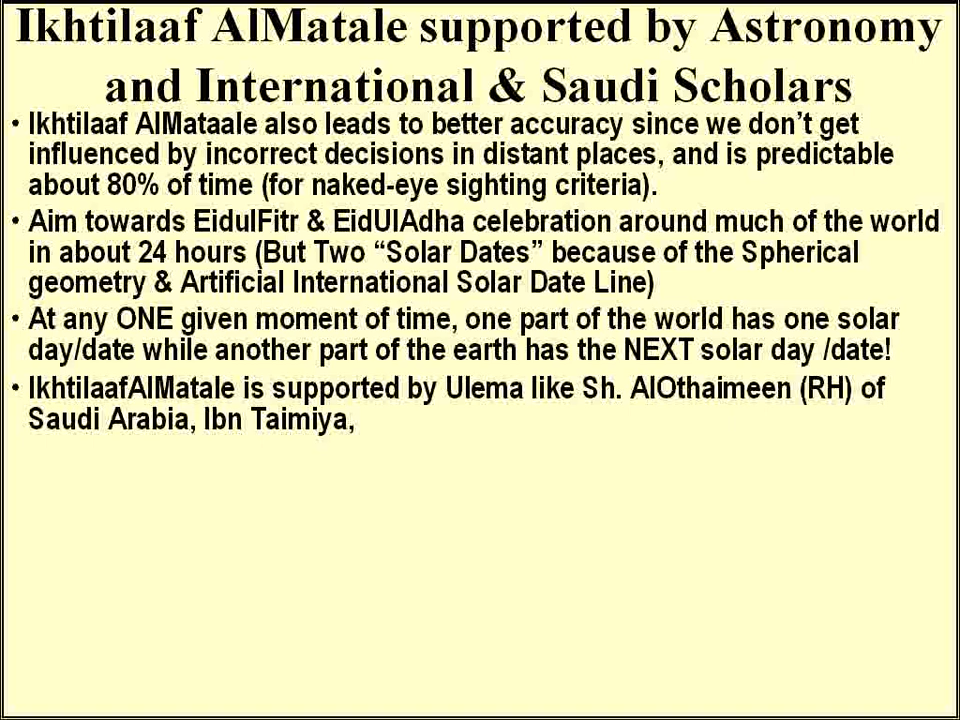 Ikhtilaaf AlMatale supported by Astronomy
and International & Saudi Scholars
• Ikhtilaaf AlMataale also leads to better accuracy since we don’t get
influenced by incorrect decisions in distant places, and is predictable
about 80% of time (for naked-eye sighting criteria).
• Aim towards EidulFitr & EidUlAdha celebration around much of the world
in about 24 hours (But Two “Solar Dates” because of the Spherical
geometry & Artificial International Solar Date Line)
• At any ONE given moment of time, one part of the world has one solar
day/date while another part of the earth has the NEXT solar day /date!
• IkhtilaafAlMatale is supported by Ulema like Sh. AlOthaimeen (RH) of
Saudi Arabia, Ibn Taimiya,